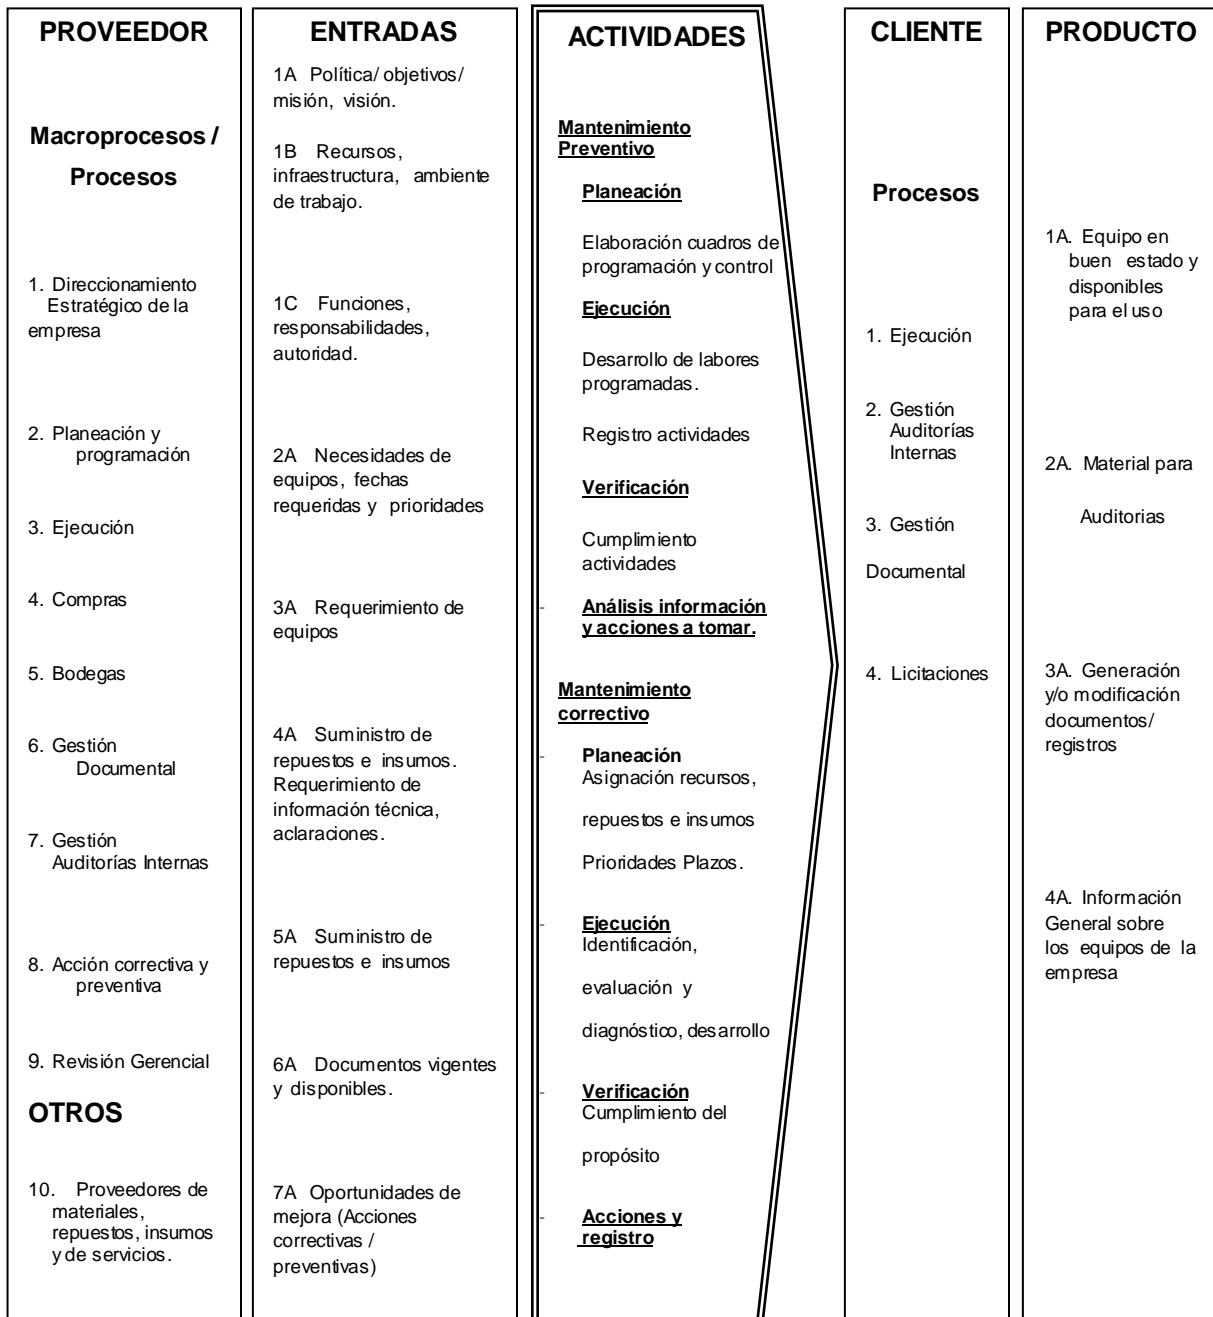 PROVEEDOR
Macroprocesos /
Procesos
1. Direccionamiento
Estratégico de la
empresa
2. Planeación y
programación
3. Ejecución
4. Compras
5. Bodegas
6. Gestión
Documental
7. Gestión
Auditorías Internas
8. Acción correctiva y
preventiva
9. Revisión Gerencial
OTROS
10. Proveedores de
materiales,
repuestos, insumos
y de servicios.
ENTRADAS
1A Política/ objetivos/
misión, visión.
1B Recursos,
infraestructura, ambiente
de trabajo.
1C Funciones,
responsabilidades,
autoridad.
2A Necesidades de
equipos, fechas
requeridas y prioridades
3A Requerimiento de
equipos
4A Suministro de
repuestos e insumos.
Requerimiento de
información técnica,
aclaraciones.
5A Suministro de
repuestos e insumos
6A Documentos vigentes
y disponibles.
7A Oportunidades de
mejora (Acciones
correctivas /
preventivas)
ACTIVIDADES
Mantenimiento
Preventivo
Planeación
Elaboración cuadros de
programación y control
Ejecución
Desarrollo de labores
programadas.
Registro actividades
Verificación
Cumplimiento
actividades
- Análisis información
y acciones a tomar.
Mantenimiento
correctivo
- Planeación
Asignación recursos,
repuestos e insumos
Prioridades Plazos.
- Ejecución
Identificación,
evaluación y
diagnóstico, desarrollo
- Verificación
Cumplimiento del
propósito
- Acciones y
registro
CLIENTE
Procesos
1. Ejecución
2. Gestión
Auditorías
Internas
3. Gestión
Documental
4. Licitaciones
PRODUCTO
1A. Equipo en
buen estado y
disponibles
para el uso
2A. Material para
Auditorias
3A. Generación
y/o modificación
documentos/
registros
4A. Información
General sobre
los equipos de la
empresa